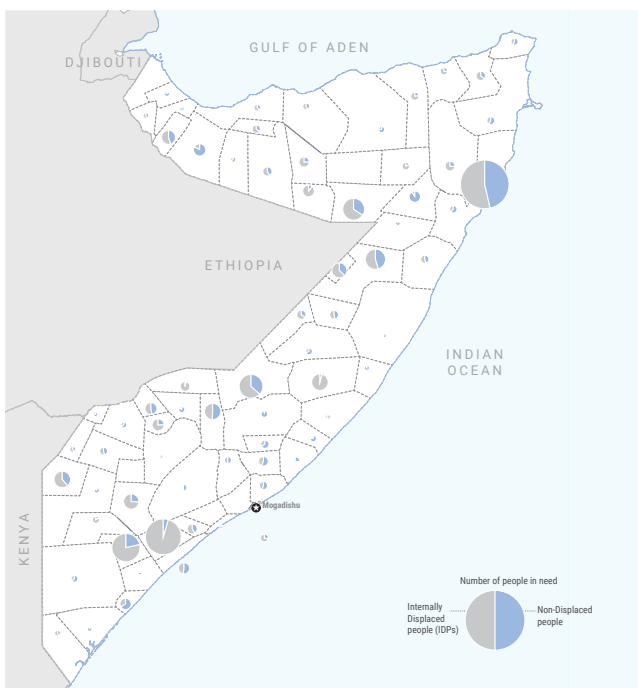 GULF OF ADEN
DJIBOUTI
ETHIOPIA
INDIAN
OCEAN
KENYA
Mogadishu
Number of people in need
Internally
Displaced
people (IDPs)
Non-Displaced
people